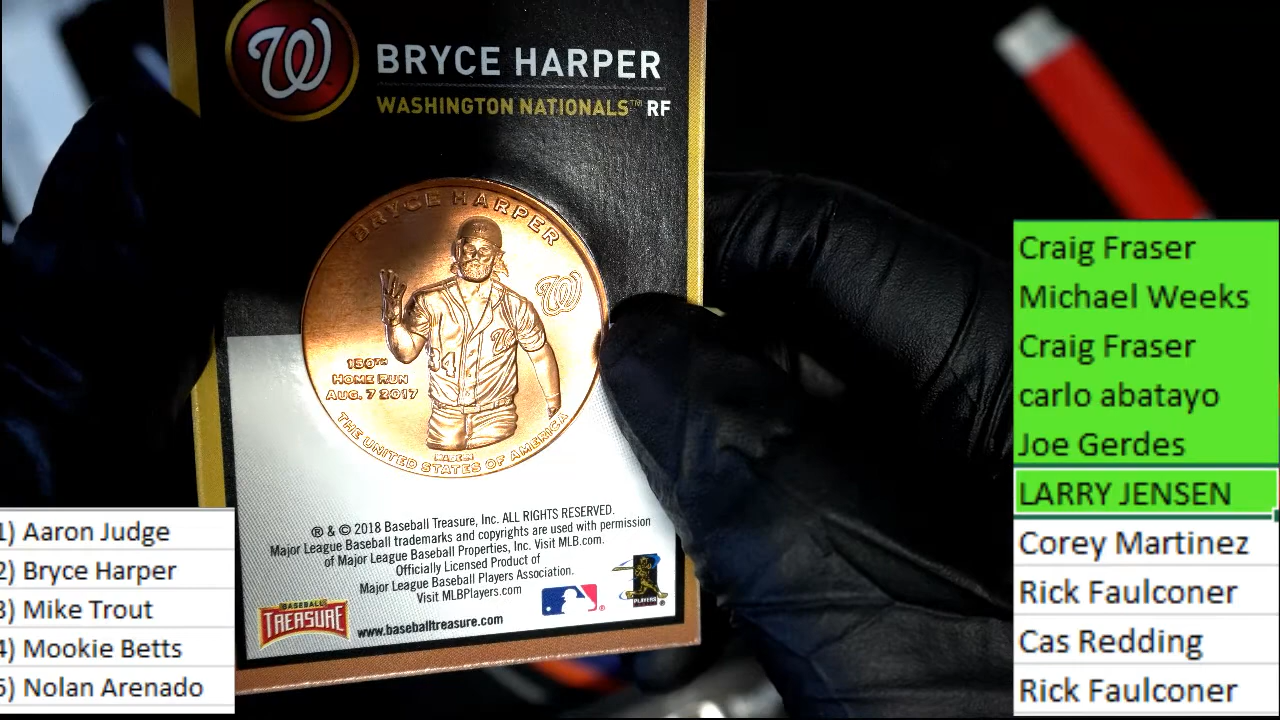 W
BRYCE HARPER
WASHINGTON NATIONALS™ RF
BRYCE HARPER
W
W
34
150TH
HOME RUN
AUG. 7 2017
THE UNITED STATES OF AMERICA
® & © 2018 Baseball Treasure, Inc. ALL RIGHTS RESERVED.
Major League Baseball trademarks and copyrights are used with permission
of Major League Baseball Properties, Inc. Visit MLB.com.
Officially Licensed Product of
Major League Baseball Players Association.
Visit MLBPlayers.com
BASEBALL
TREASURE
www.baseballtreasure.com
PLAYERS
1) Aaron Judge
2) Bryce Harper
3) Mike Trout
4) Mookie Betts
5) Nolan Arenado
Craig Fraser
Michael Weeks
Craig Fraser
carlo abatayo
Joe Gerdes
LARRY JENSEN
Corey Martinez
Rick Faulconer
Cas Redding
Rick Faulconer